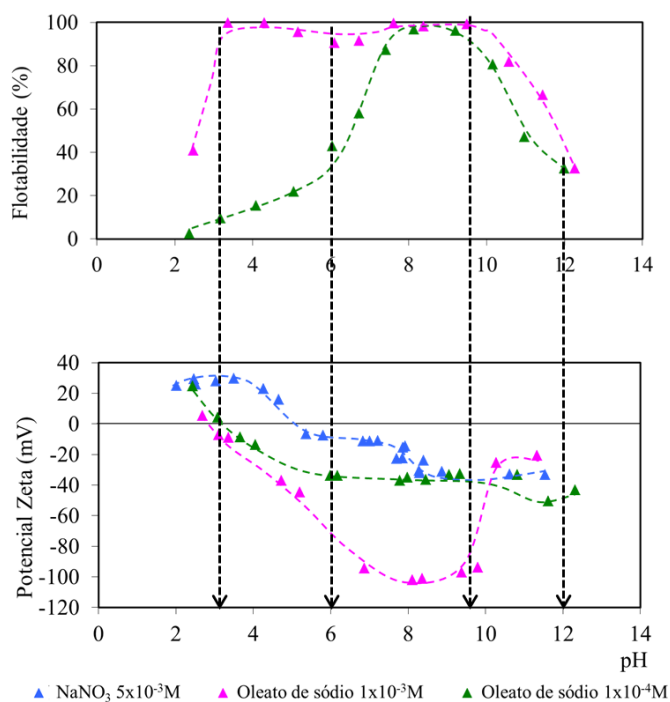 Flotabilidade (%)
100
80
60
40
20
0
0 2 4 6 8 10 12 14
Potencial Zeta (mV)
40
20
0
-20
-40
-60
-80
-100
-120
0 2 4 6 8 10 12 14
pH
NaNO₃ 5x10⁻³M Oleato de sódio 1x10⁻³M Oleato de sódio 1x10⁻⁴M